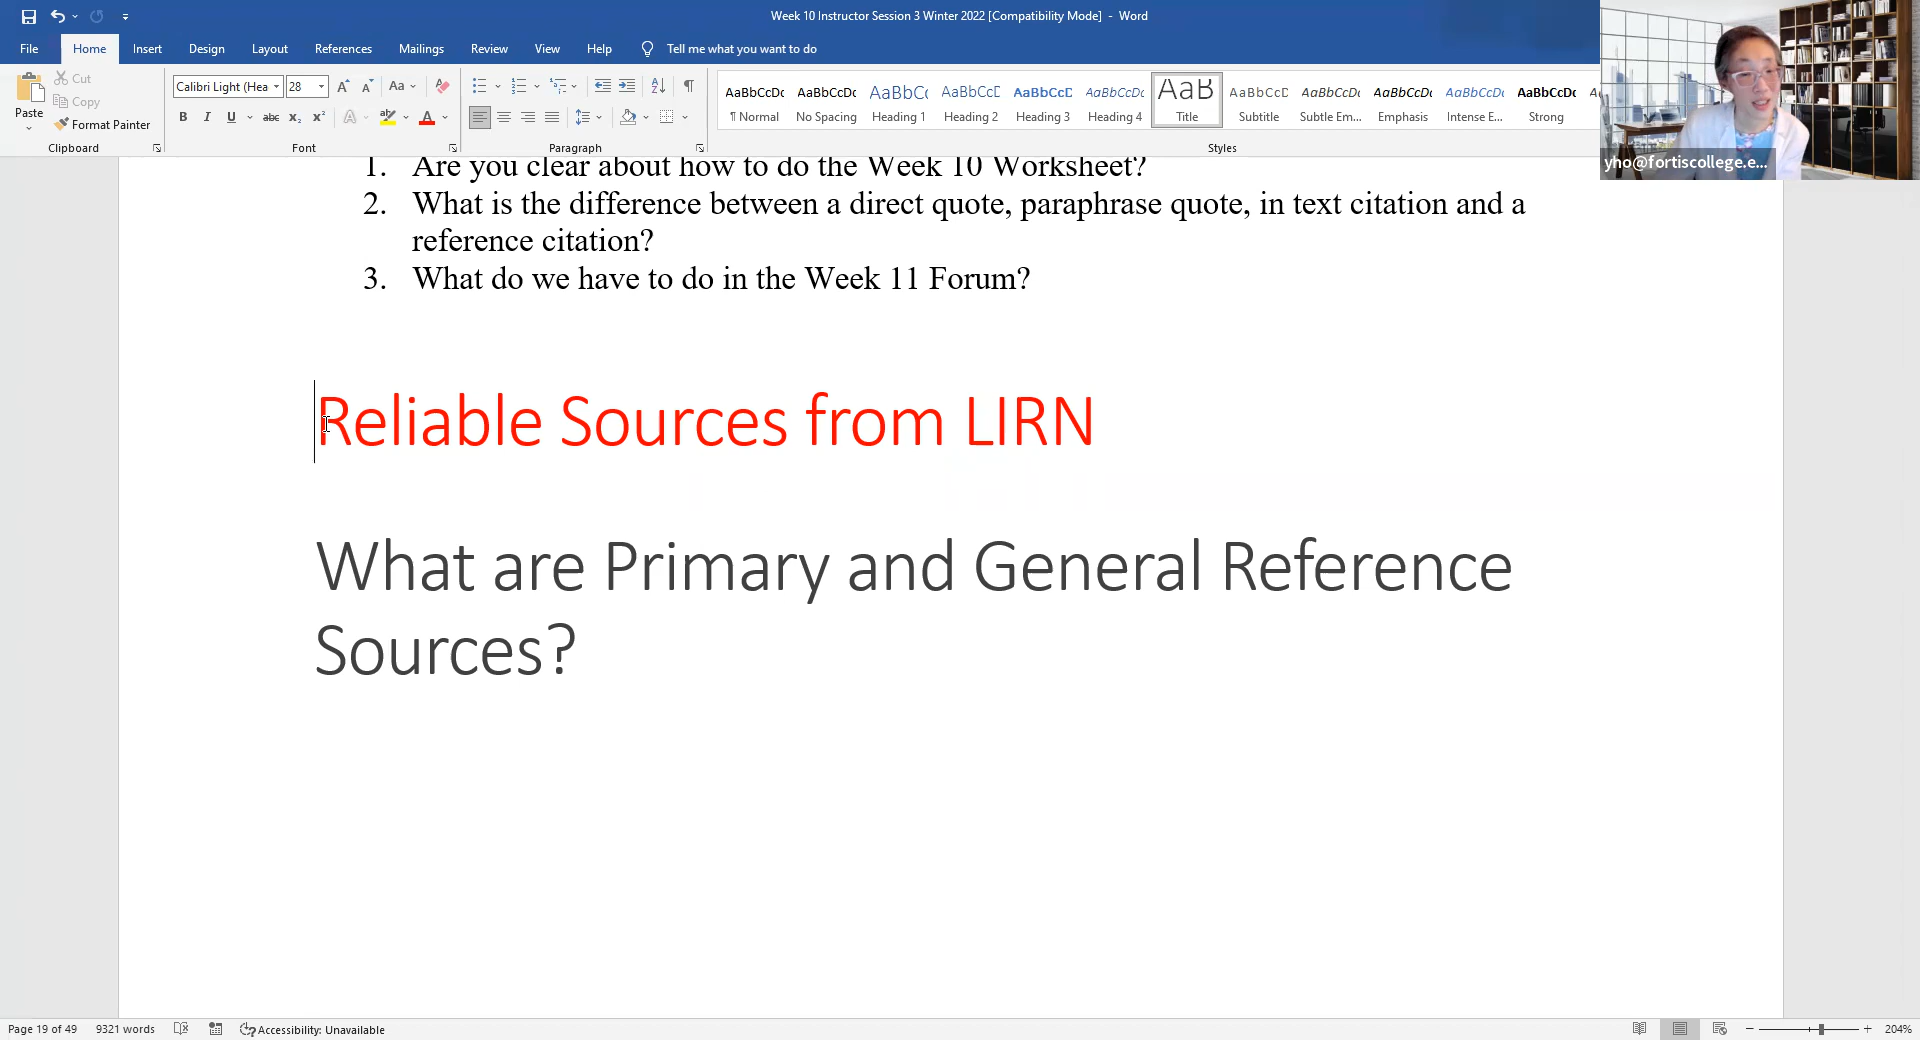 Week 10 Instructor Session 3 Winter 2022 [Compatibility Mode] - Word
File Home Insert Design Layout References Mailings Review View Help Tell me what you want to do
Paste
Cut
Copy
Format Painter
Clipboard
Calibri Light (Hea 28
Font
Paragraph
AaBbCcDc AaBbCcDc AaBbC( AaBbCcD AaBbCcD AaBbCcDc AaB AaBbCcD AaBbCcDc AaBbCcDc AaBbCcDc AaBbCcDc
¶ Normal No Spacing Heading 1 Heading 2 Heading 3 Heading 4 Title Subtitle Subtle Em... Emphasis Intense E... Strong
Styles
yho@fortiscollege.e...
1. Are you clear about how to do the Week 10 Worksheet?
2. What is the difference between a direct quote, paraphrase quote, in text citation and a
reference citation?
3. What do we have to do in the Week 11 Forum?
Reliable Sources from LIRN
What are Primary and General Reference
Sources?
Page 19 of 49 9321 words Accessibility: Unavailable 204%